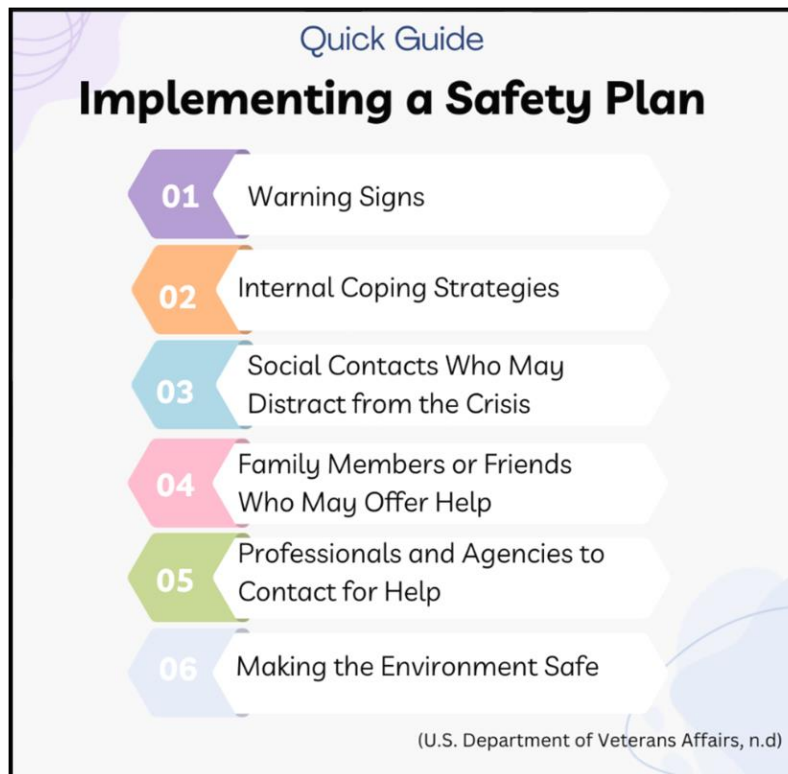 Quick Guide
Implementing a Safety Plan
01
Warning Signs
02
Internal Coping Strategies
03
Social Contacts Who May
Distract from the Crisis
04
Family Members or Friends
Who May Offer Help
05
Professionals and Agencies to
Contact for Help
06
Making the Environment Safe
(U.S. Department of Veterans Affairs, n.d)